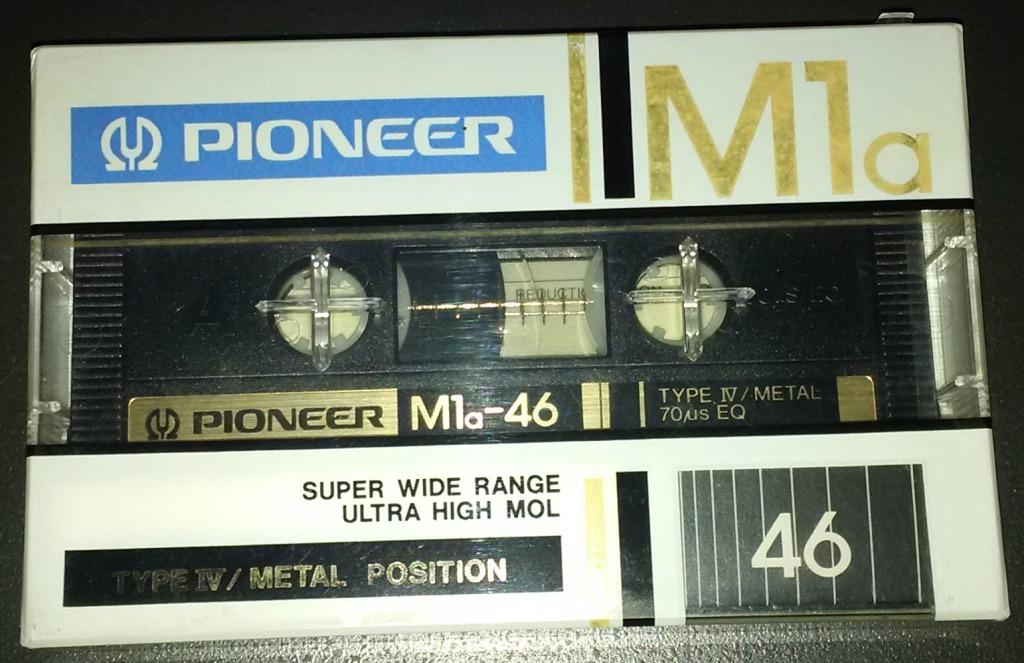 PIONEER
M1a
A
REDUCTI
PIONEER
M1a-46
TYPE IV/METAL
70μs EQ
SUPER WIDE RANGE
ULTRA HIGH MOL
TYPE IV/METAL POSITION
46